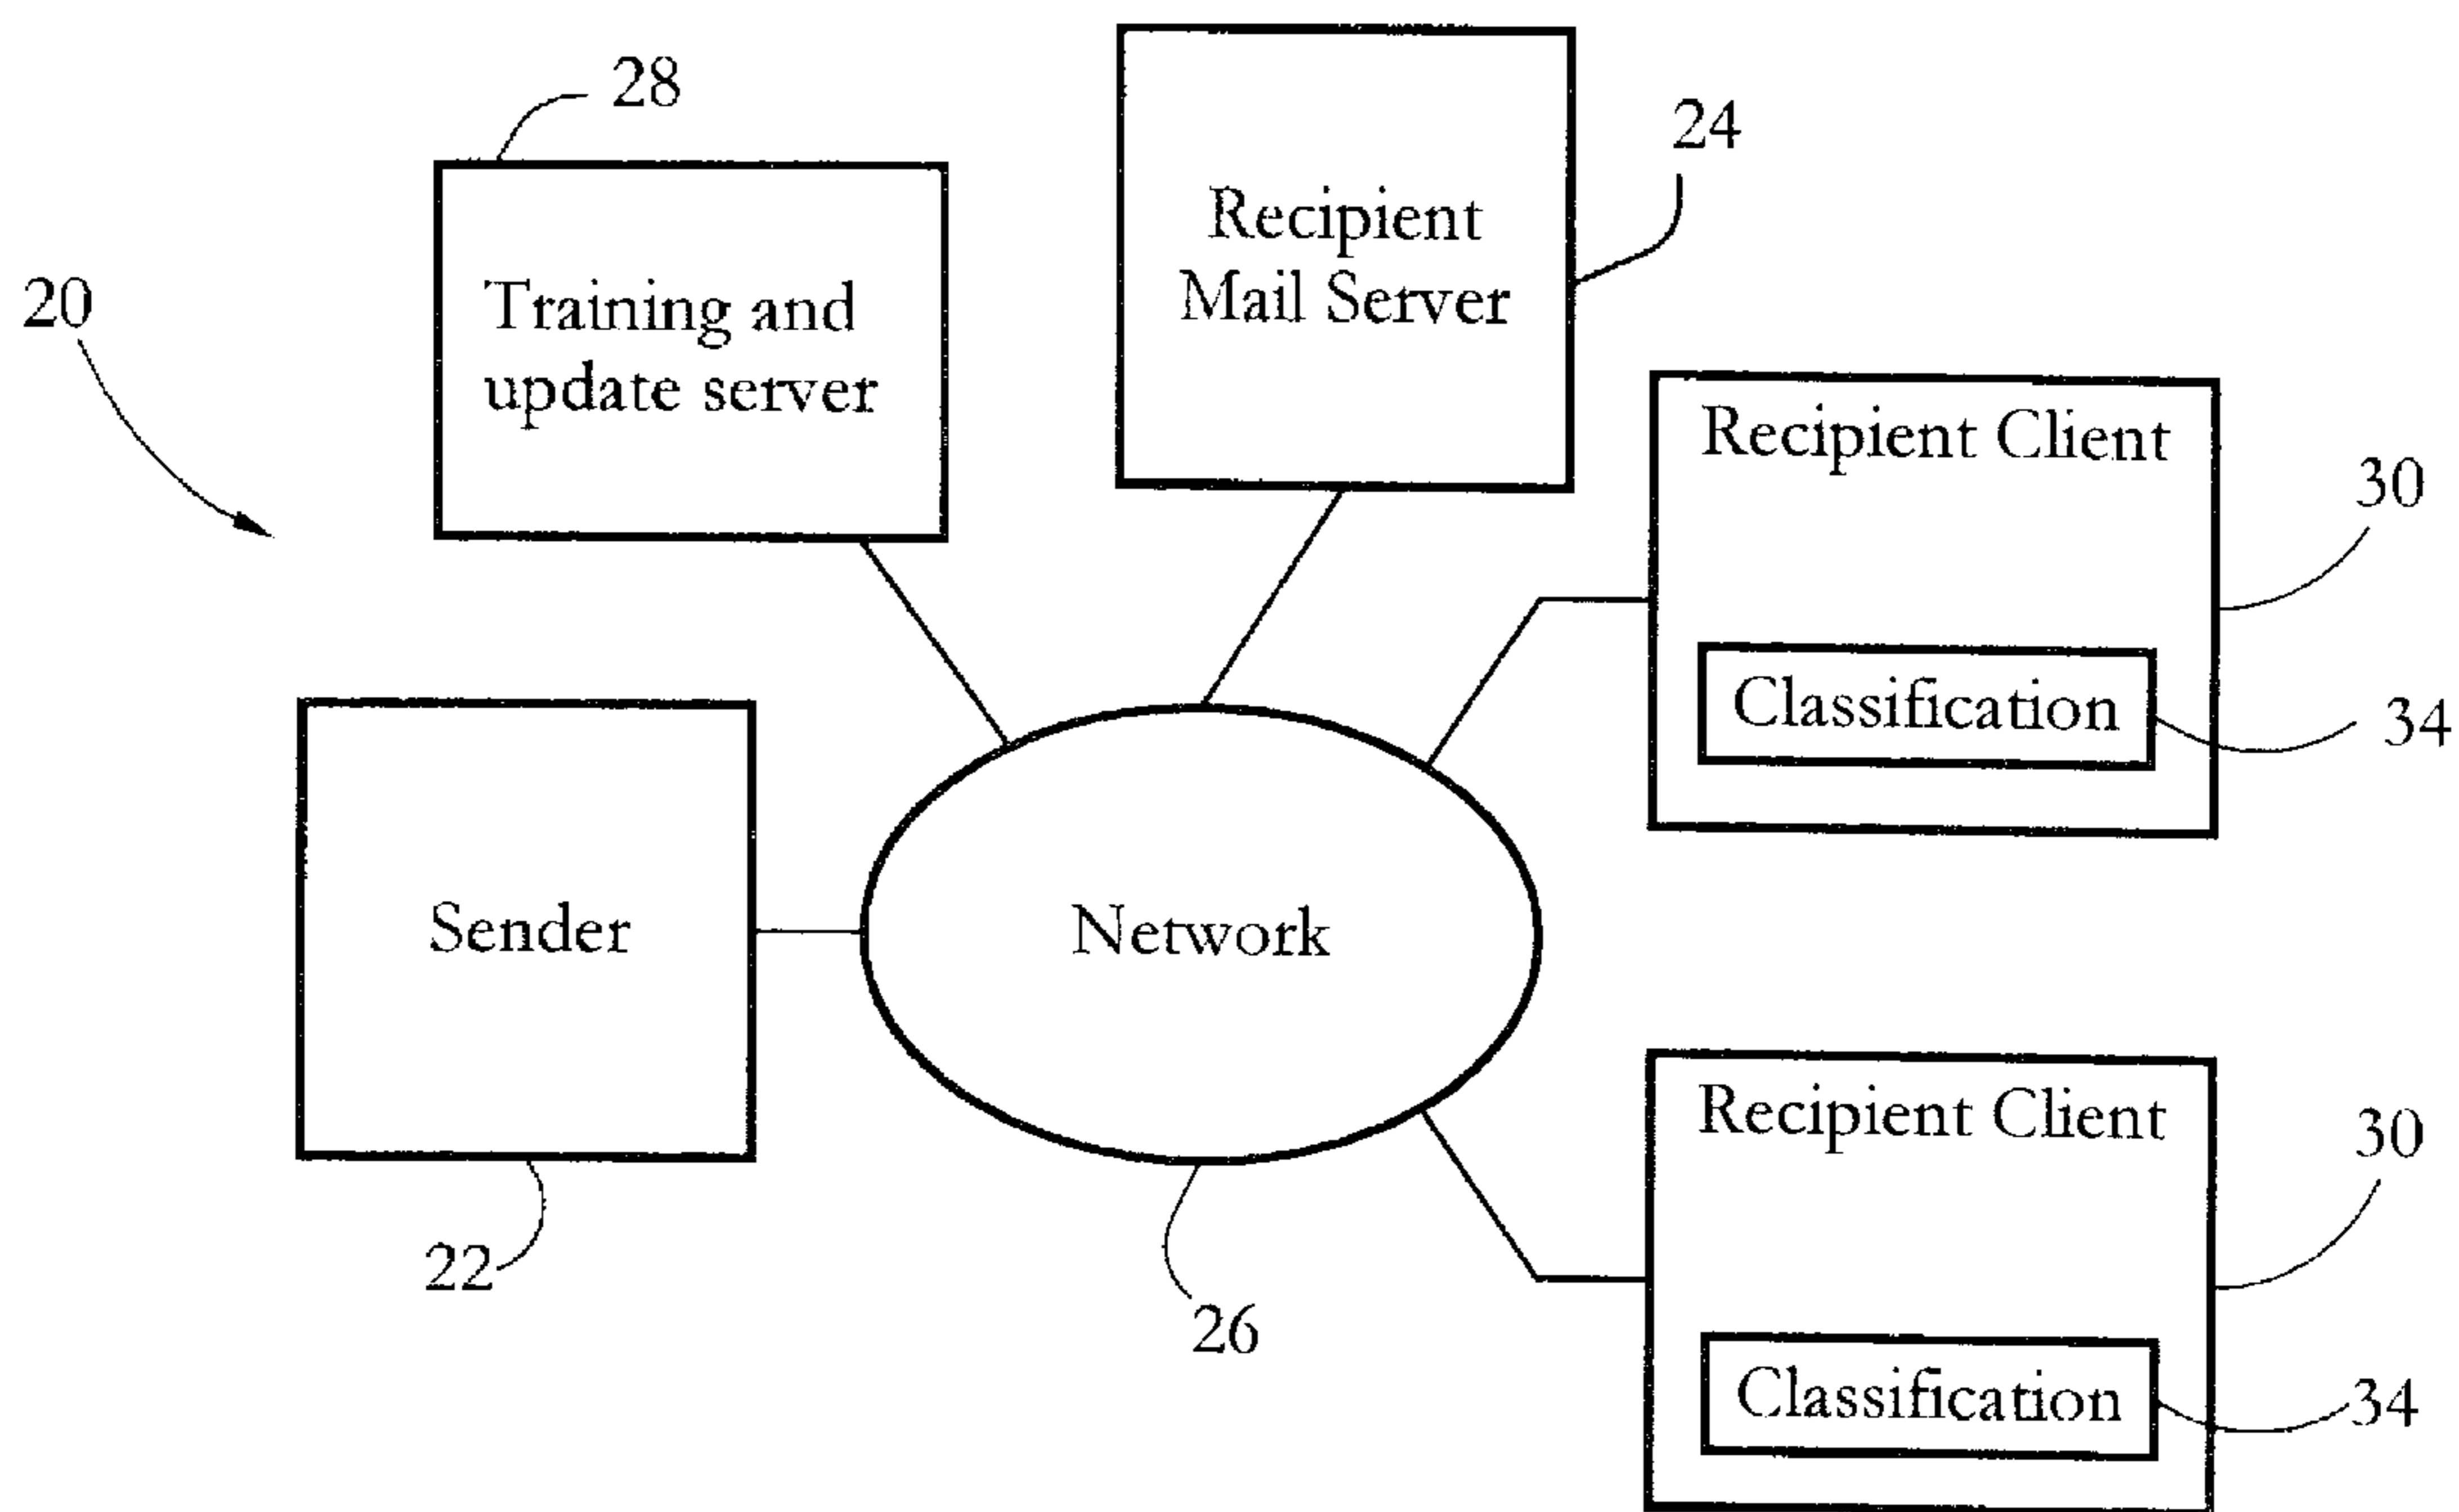 28
Training and
update server
20
Recipient
Mail Server
24
Recipient Client
30
Classification
34
Sender
22
Network
26
Recipient Client
30
Classification
34